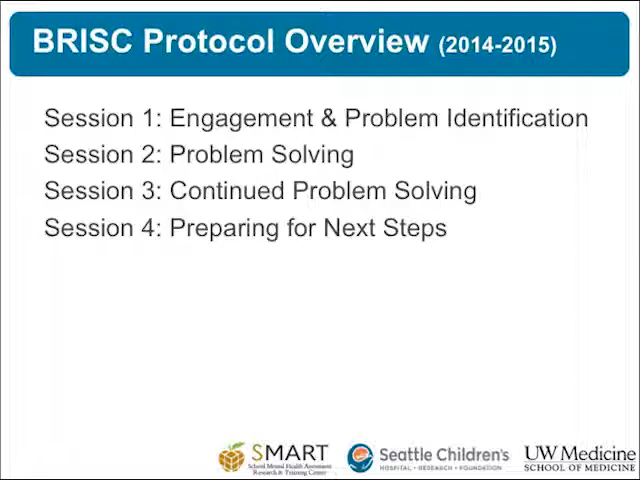 BRISC Protocol Overview (2014-2015)
Session 1: Engagement & Problem Identification
Session 2: Problem Solving
Session 3: Continued Problem Solving
Session 4: Preparing for Next Steps
SMART
School Mental Health Assessment
Research & Training Center
Seattle Children's
HOSPITAL • RESEARCH • FOUNDATION
UW Medicine
SCHOOL OF MEDICINE